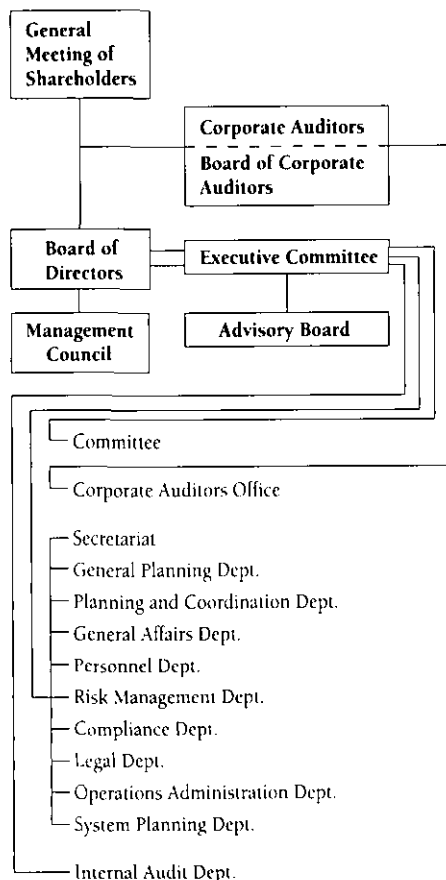 General
Meeting of
Shareholders
Corporate Auditors
Board of Corporate
Auditors
Board of
Directors
Executive Committee
Management
Council
Advisory Board
Committee
Corporate Auditors Office
Secretariat
General Planning Dept.
Planning and Coordination Dept.
General Affairs Dept.
Personnel Dept.
Risk Management Dept.
Compliance Dept.
Legal Dept.
Operations Administration Dept.
System Planning Dept.
Internal Audit Dept.